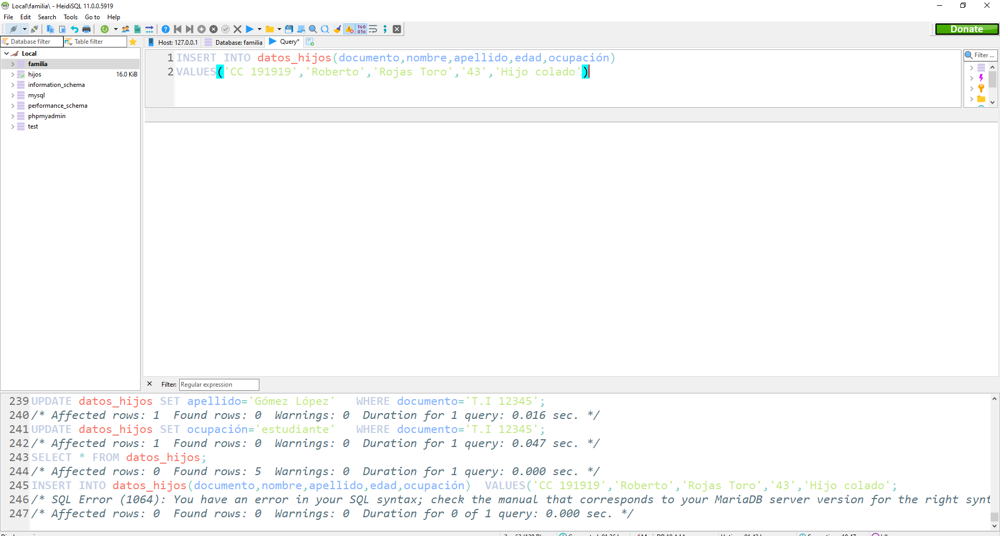 Local\familia\ - HeidiSQL 11.0.0.5919
File Edit Search Tools Go to Help
Donate
Database filter Table filter
Host: 127.0.0.1 Database: familia Query*
Local
familia
hijos 16.0 KiB
information_schema
mysql
performance_schema
phpmyadmin
test
1 INSERT INTO datos_hijos(documento,nombre,apellido,edad,ocupación)
2 VALUES('CC 191919','Roberto','Rojas Toro','43','Hijo colado')
Filter ...
Filter: Regular expression
239 UPDATE datos_hijos SET apellido='Gómez López' WHERE documento='T.I 12345';
240 /* Affected rows: 1 Found rows: 0 Warnings: 0 Duration for 1 query: 0.016 sec. */
241 UPDATE datos_hijos SET ocupación='estudiante' WHERE documento='T.I 12345';
242 /* Affected rows: 1 Found rows: 0 Warnings: 0 Duration for 1 query: 0.047 sec. */
243 SELECT * FROM datos_hijos;
244 /* Affected rows: 0 Found rows: 5 Warnings: 0 Duration for 1 query: 0.000 sec. */
245 INSERT INTO datos_hijos(documento,nombre,apellido,edad,ocupación) VALUES('CC 191919','Roberto','Rojas Toro','43','Hijo colado';
246 /* SQL Error (1064): You have an error in your SQL syntax; check the manual that corresponds to your MariaDB server version for the right synt
247 /* Affected rows: 0 Found rows: 0 Warnings: 0 Duration for 0 of 1 query: 0.000 sec. */